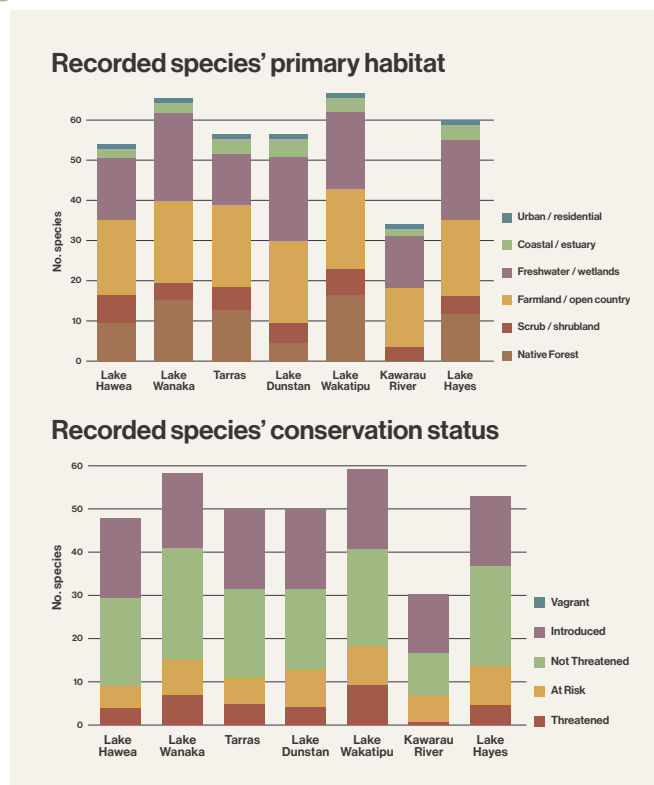 Recorded species’ primary habitat
No. species
60
50
40
30
20
10
0
Lake Hawea
Lake Wanaka
Tarras
Lake Dunstan
Lake Wakatipu
Kawarau River
Lake Hayes
Urban / residential
Coastal / estuary
Freshwater / wetlands
Farmland / open country
Scrub / shrubland
Native Forest
Recorded species’ conservation status
No. species
60
50
40
30
20
10
0
Lake Hawea
Lake Wanaka
Tarras
Lake Dunstan
Lake Wakatipu
Kawarau River
Lake Hayes
Vagrant
Introduced
Not Threatened
At Risk
Threatened